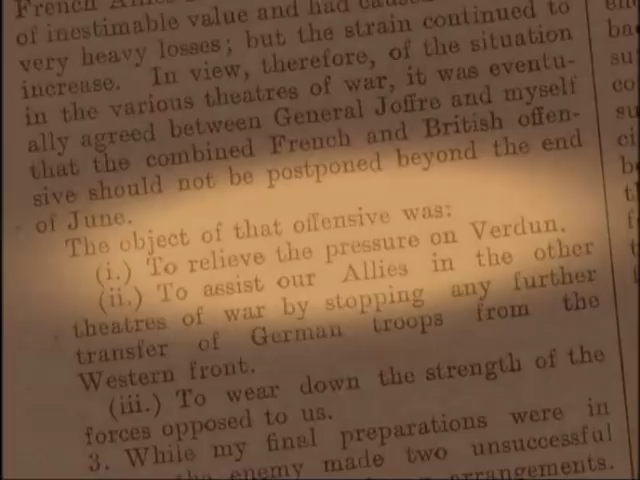 French
of inestimable value and had caused
very heavy losses; but the strain continued to
increase. In view, therefore, of the situation
in the various theatres of war, it was eventu-
ally agreed between General Joffre and myself
that the combined French and British offen-
sive should not be postponed beyond the end
of June.
The object of that offensive was:
(i.) To relieve the pressure on Verdun.
(ii.) To assist our Allies in the other
theatres of war by stopping any further
transfer of German troops from the
Western front.
(iii.) To wear down the strength of the
forces opposed to us.
3. While my final preparations were in
the enemy made two unsuccessful
arrangements.